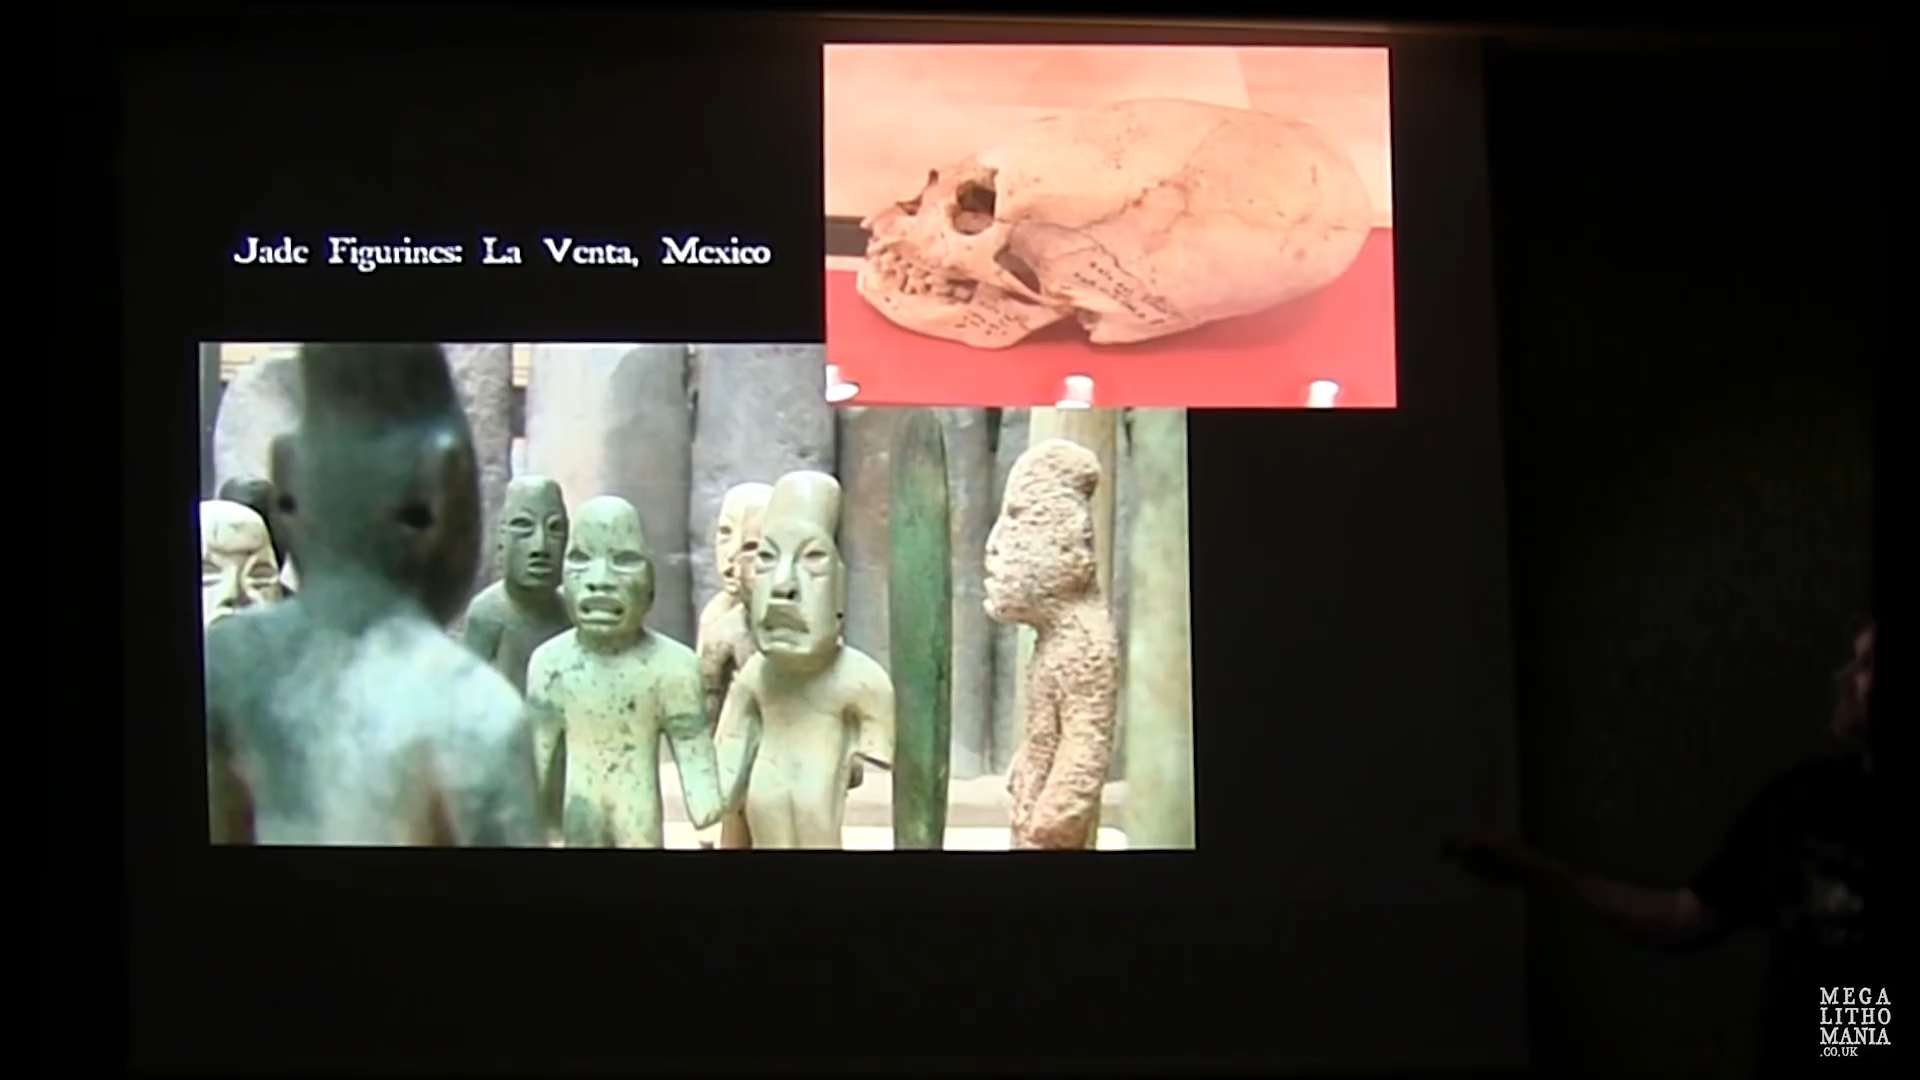 Jade Figurines: La Venta, Mexico
MEGA
LITHO
MANIA
.CO.UK